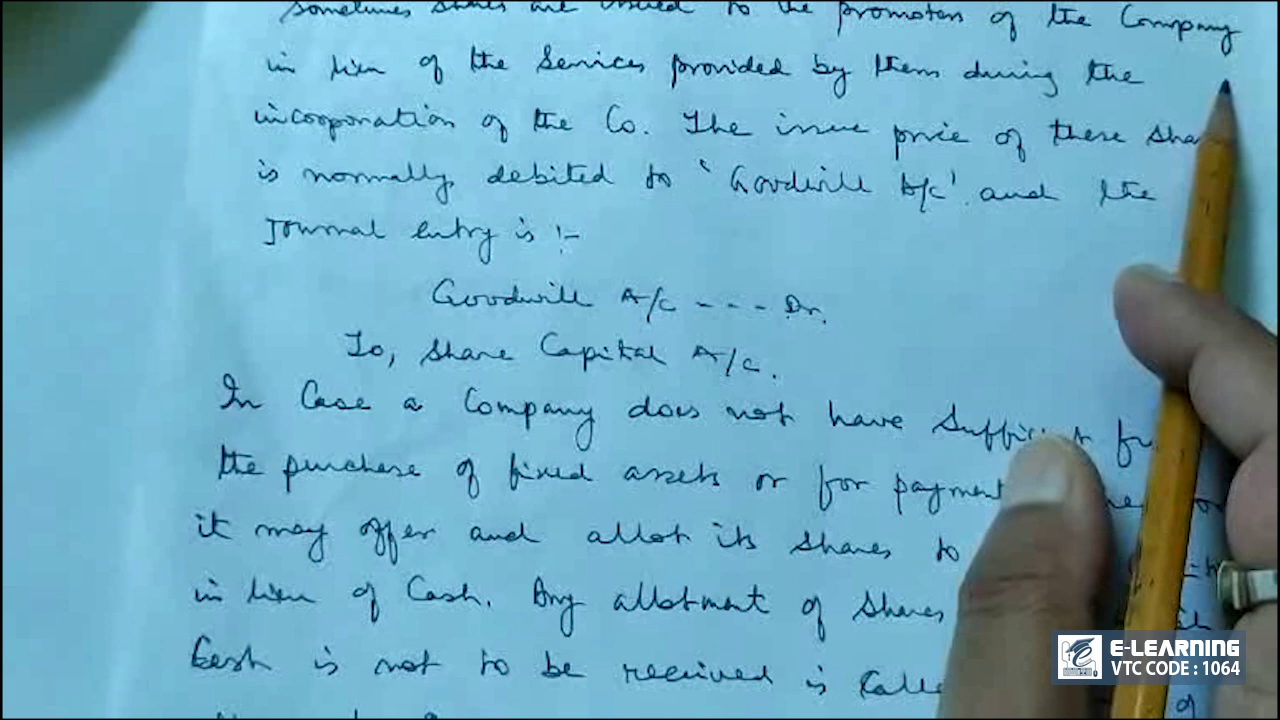 sometimes shares are issued to the promoters of the Company
in lieu of the Services provided by them during the
incorporation of the Co. The issue price of these sha
is normally debited to 'Goodwill A/c' and the
Journal entry is :-
Goodwill A/c - - - Dr.
To, Share Capital A/c.
In Case a Company does not have Sufficient
the purchase of fixed assets or for payment
it may offer and allot its shares to
in lieu of Cash. Any allotment of Shares
Cash is not to be received is Calle
E-LEARNING
VTC CODE : 1064